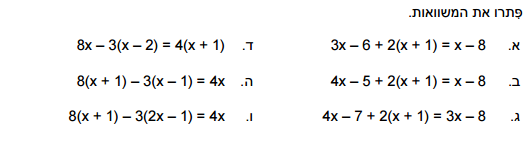 פתרו את המשוואות.
א. 3x – 6 + 2(x + 1) = x – 8
ב. 4x – 5 + 2(x + 1) = x – 8
ג. 4x – 7 + 2(x + 1) = 3x – 8
ד. 8x – 3(x – 2) = 4(x + 1)
ה. 8(x + 1) – 3(x – 1) = 4x
ו. 8(x + 1) – 3(2x – 1) = 4x